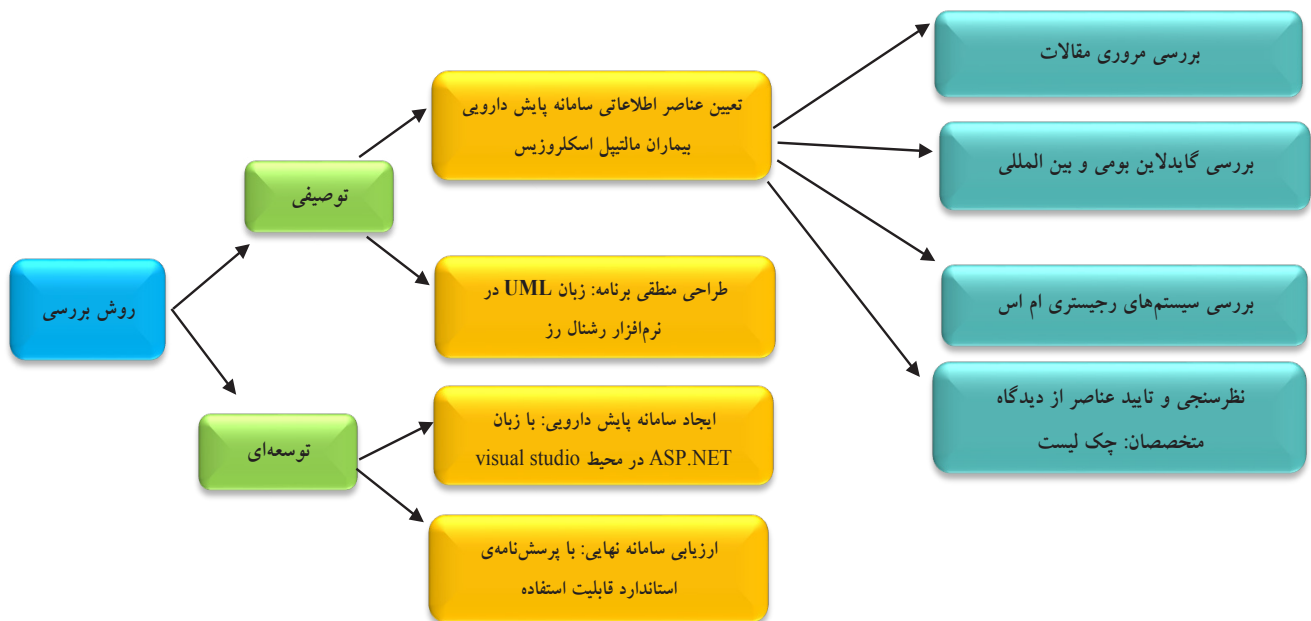 روش بررسی
توصیفی
توسعه‌ای
تعیین عناصر اطلاعاتی سامانه پایش دارویی
بیماران مالتیپل اسکلروزیس
طراحی منطقی برنامه: زبان UML در
نرم‌افزار رشنال رز
ایجاد سامانه پایش دارویی: با زبان
ASP.NET در محیط visual studio
ارزیابی سامانه نهایی: با پرسش‌نامه‌ی
استاندارد قابلیت استفاده
بررسی مروری مقالات
بررسی گایدلاین بومی و بین المللی
بررسی سیستم‌های رجیستری ام اس
نظرسنجی و تایید عناصر از دیدگاه
متخصصان: چک لیست